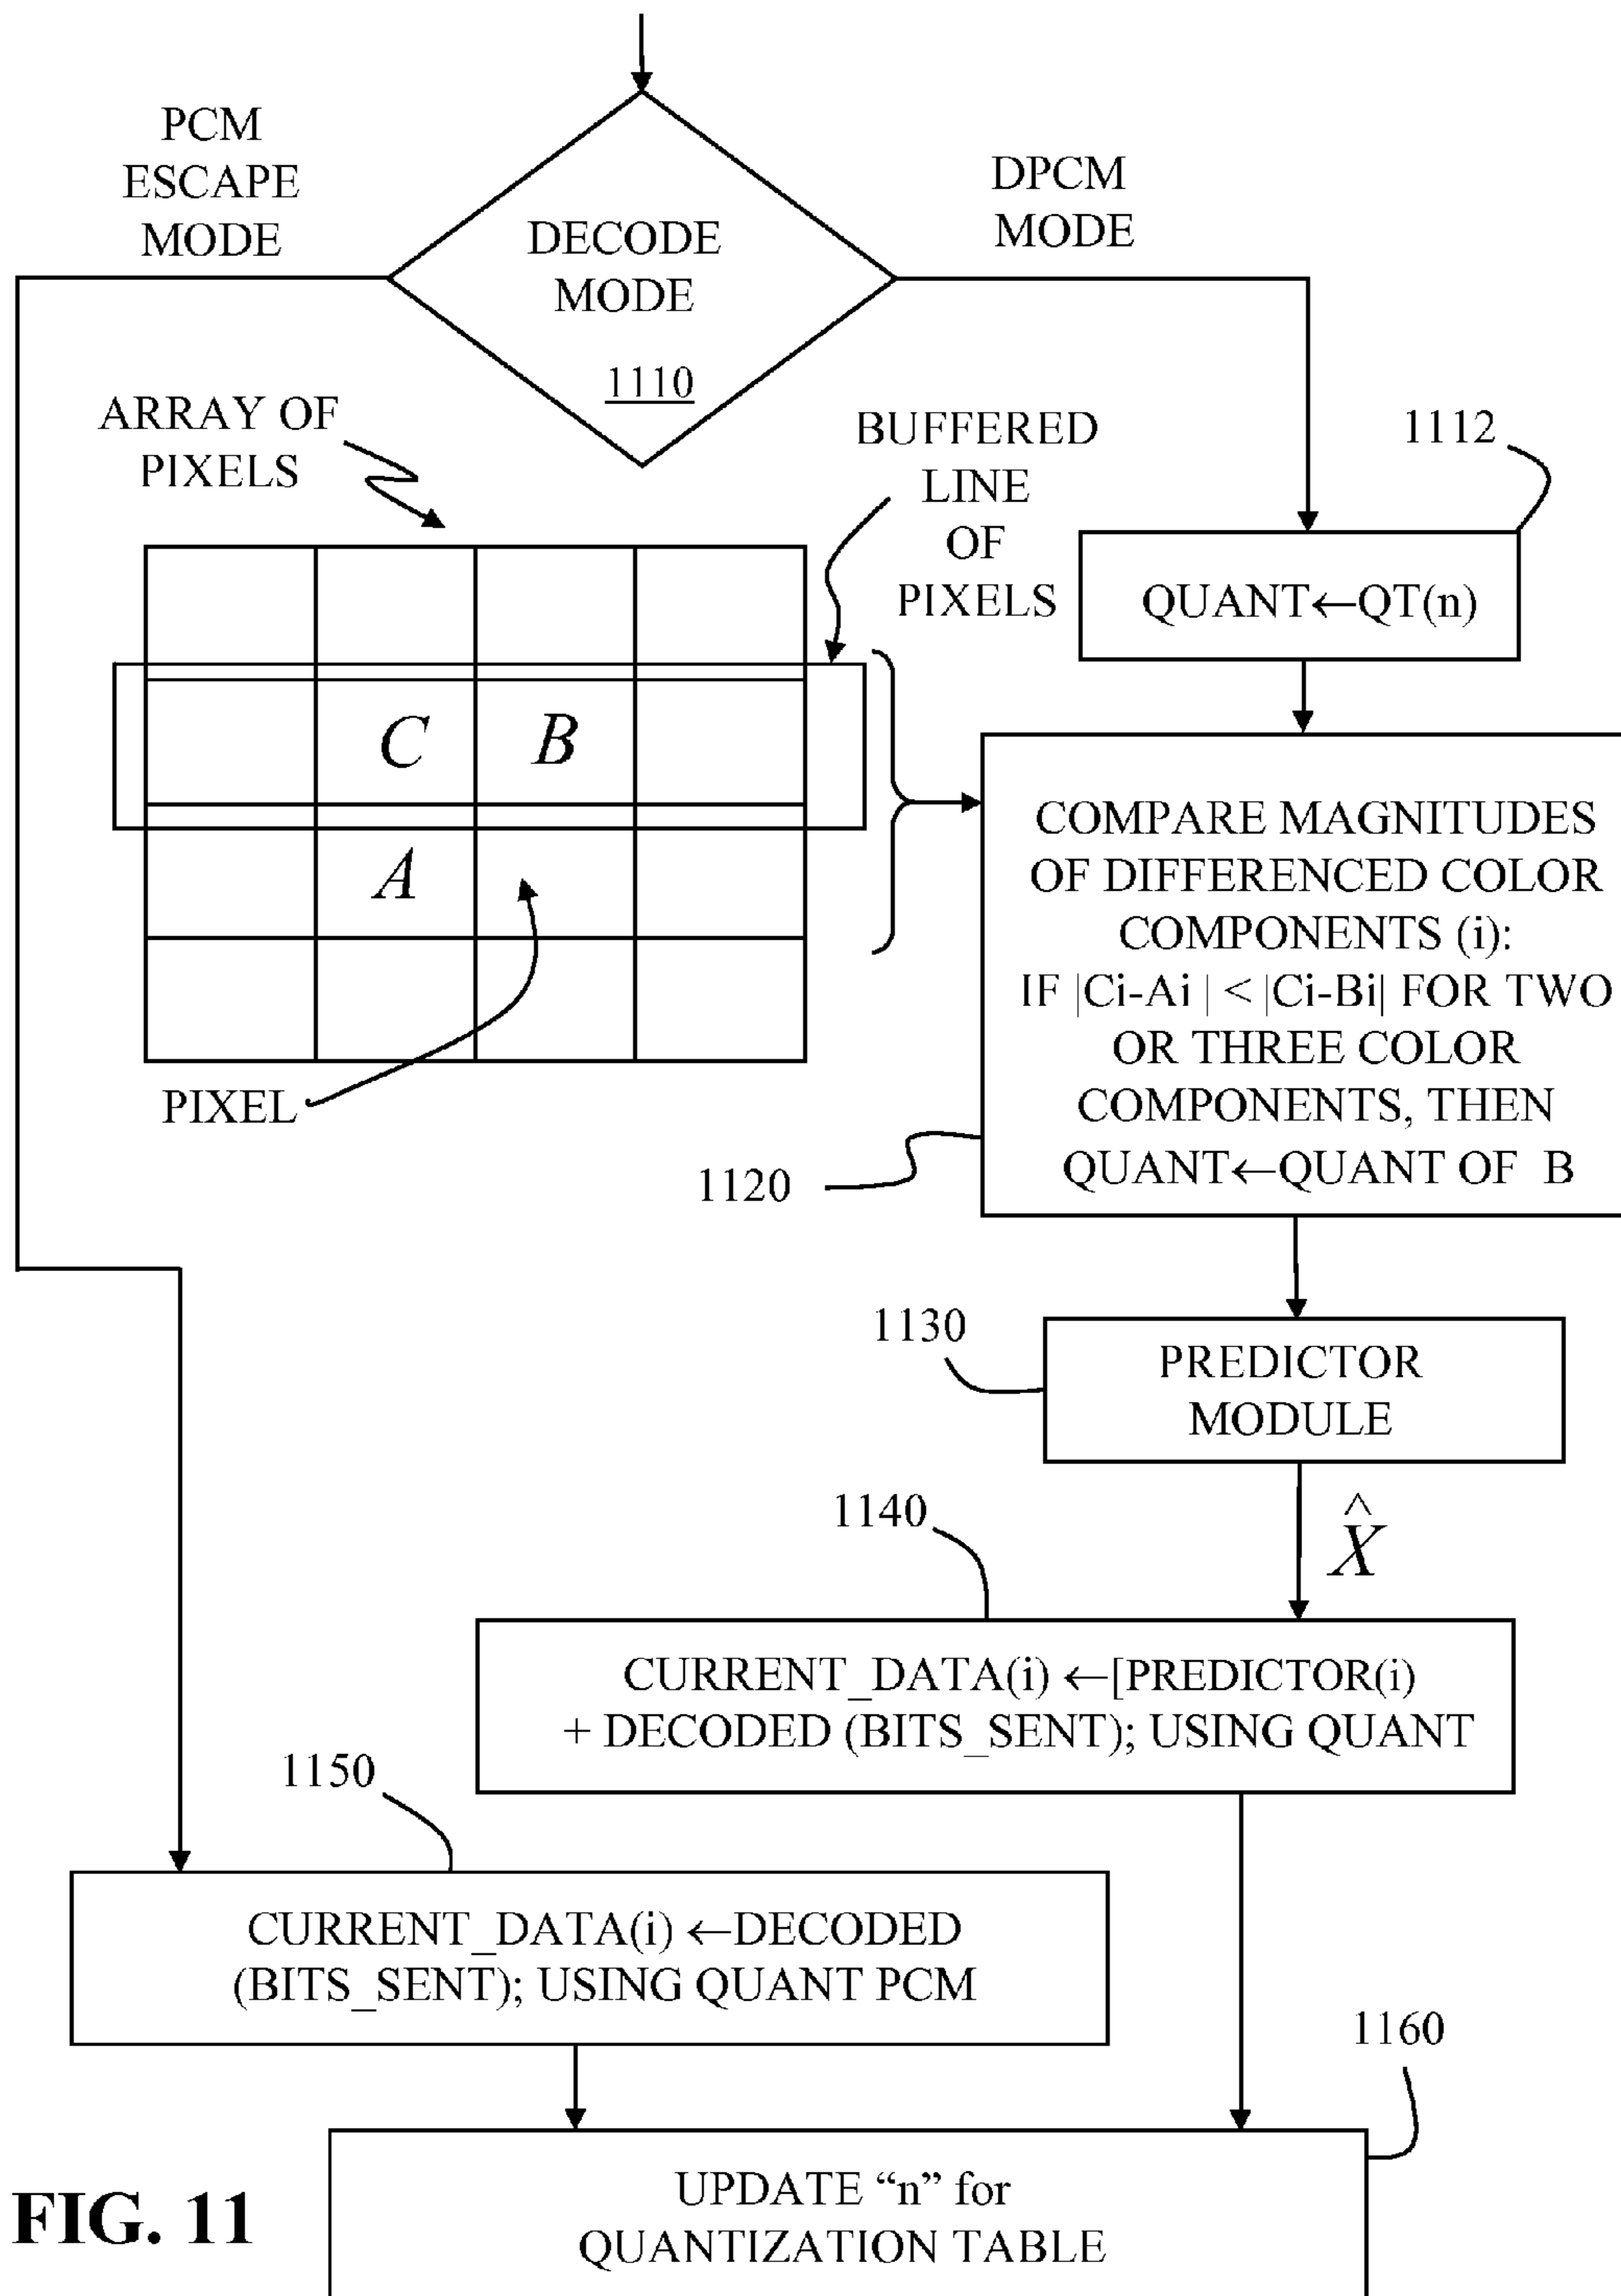 PCM
ESCAPE
MODE
DECODE
MODE
1110
DPCM
MODE
ARRAY OF
PIXELS
BUFFERED
LINE
OF
PIXELS
1112
QUANT←QT(n)
C
B
A
PIXEL
COMPARE MAGNITUDES
OF DIFFERENCED COLOR
COMPONENTS (i):
IF |Ci-Ai | < |Ci-Bi| FOR TWO
OR THREE COLOR
COMPONENTS, THEN
QUANT←QUANT OF B
1120
1130
PREDICTOR
MODULE
X̂
1140
CURRENT_DATA(i) ←[PREDICTOR(i)
+ DECODED (BITS_SENT); USING QUANT
1150
CURRENT_DATA(i) ←DECODED
(BITS_SENT); USING QUANT PCM
1160
UPDATE “n” for
QUANTIZATION TABLE
FIG. 11